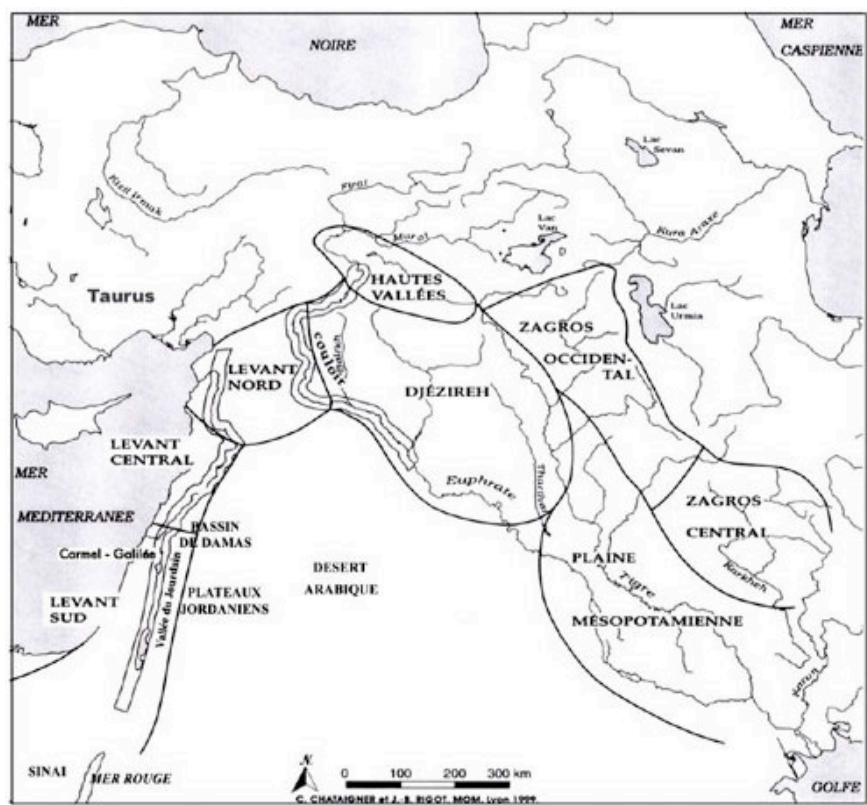 MER
NOIRE
MER
CASPIENNE
Lac
Sevan
Kizil Irmak
Firat
Murat
Lac
Van
Kura Araxe
Taurus
HAUTES
VALLÉES
Lac
Urmia
ZAGROS
OCCIDEN-
TAL
couloir
LEVANT
NORD
DJÉZIREH
LEVANT
CENTRAL
MER
MEDITERRANEE
Euphrate
Tharthar
ZAGROS
CENTRAL
Karkheh
BASSIN
DE DAMAS
Carmel - Galilée
Vallée du Jourdain
DESERT
ARABIQUE
PLAINE
Tigre
MÉSOPOTAMIENNE
PLATEAUX
JORDANIENS
LEVANT
SUD
Karun
SINAI
MER ROUGE
N
0 100 200 300 km
C. CHATAIGNER et J.-B. RIGOT. MOM. Lyon 1999.
GOLFE